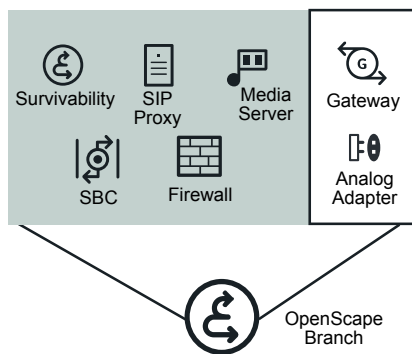 Survivability
SIP
Proxy
Media
Server
G
Gateway
SBC
Firewall
Analog
Adapter
OpenScape
Branch